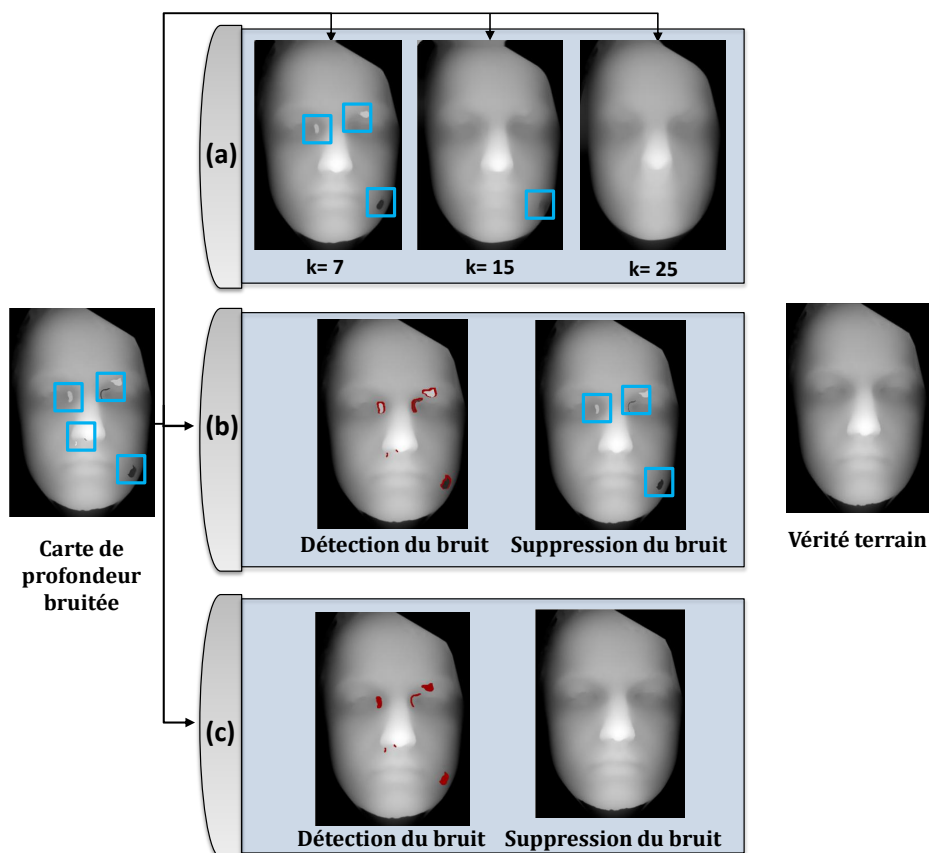 (a)
k= 7
k= 15
k= 25
Carte de
profondeur
bruitée
(b)
Détection du bruit
Suppression du bruit
Vérité terrain
(c)
Détection du bruit
Suppression du bruit